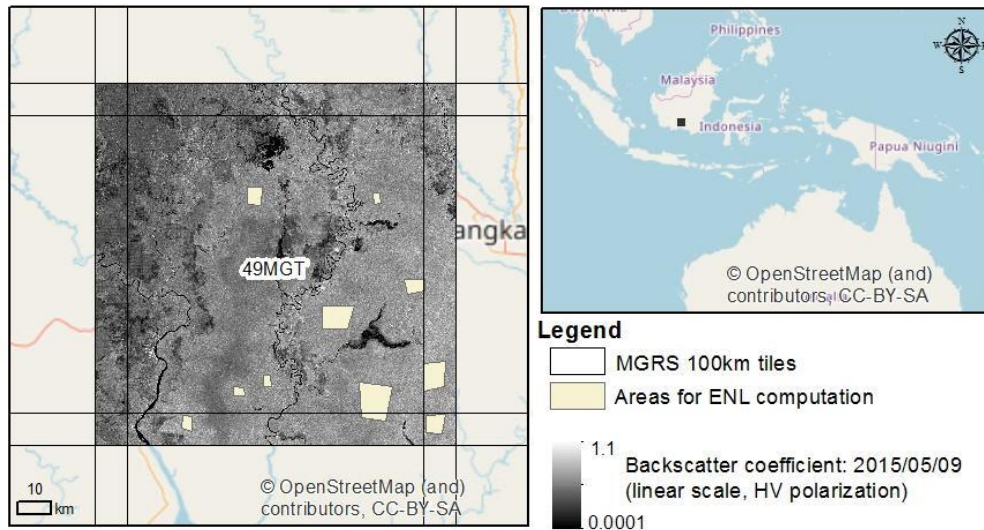 angka
49MGT
10
km
© OpenStreetMap (and)
contributors, CC-BY-SA
Philippines
Malaysia
Indonesia
Papua Niugini
N
W
E
S
© OpenStreetMap (and)
contributors, CC-BY-SA
Legend
MGRS 100km tiles
Areas for ENL computation
1.1
0.0001
Backscatter coefficient: 2015/05/09
(linear scale, HV polarization)